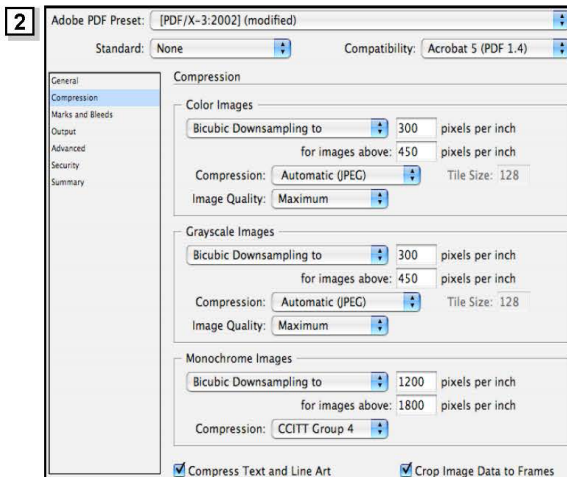 2
Adobe PDF Preset: [PDF/X-3:2002] (modified)
Standard: None Compatibility: Acrobat 5 (PDF 1.4)
General
Compression
Marks and Bleeds
Output
Advanced
Security
Summary
Compression
Color Images
Bicubic Downsampling to 300 pixels per inch
for images above: 450 pixels per inch
Compression: Automatic (JPEG) Tile Size: 128
Image Quality: Maximum
Grayscale Images
Bicubic Downsampling to 300 pixels per inch
for images above: 450 pixels per inch
Compression: Automatic (JPEG) Tile Size: 128
Image Quality: Maximum
Monochrome Images
Bicubic Downsampling to 1200 pixels per inch
for images above: 1800 pixels per inch
Compression: CCITT Group 4
Compress Text and Line Art Crop Image Data to Frames